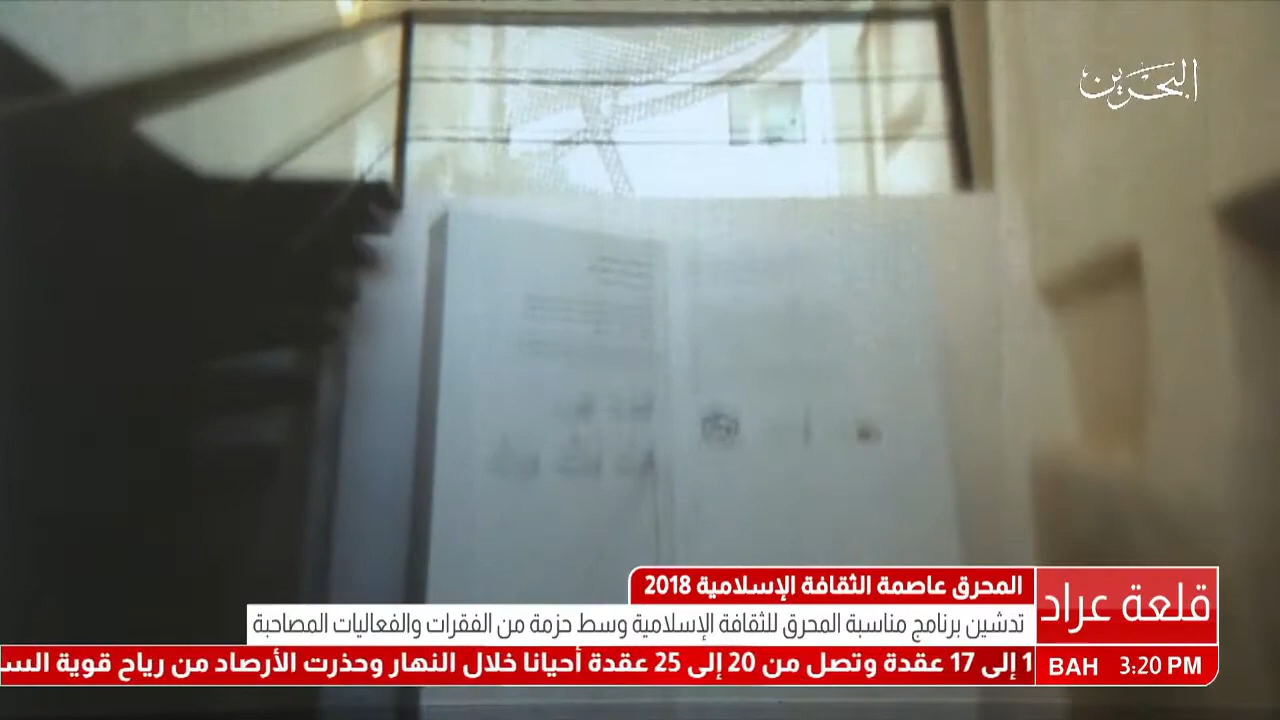 البحرين
المحرق عاصمة الثقافة الإسلامية 2018
قلعة عراد
تدشين برنامج مناسبة المحرق للثقافة الإسلامية وسط حزمة من الفقرات والفعاليات المصاحبة
إلى 17 عقدة وتصل من 20 إلى 25 عقدة أحيانا خلال النهار وحذرت الأرصاد من رياح قوية
BAH 3:20 PM